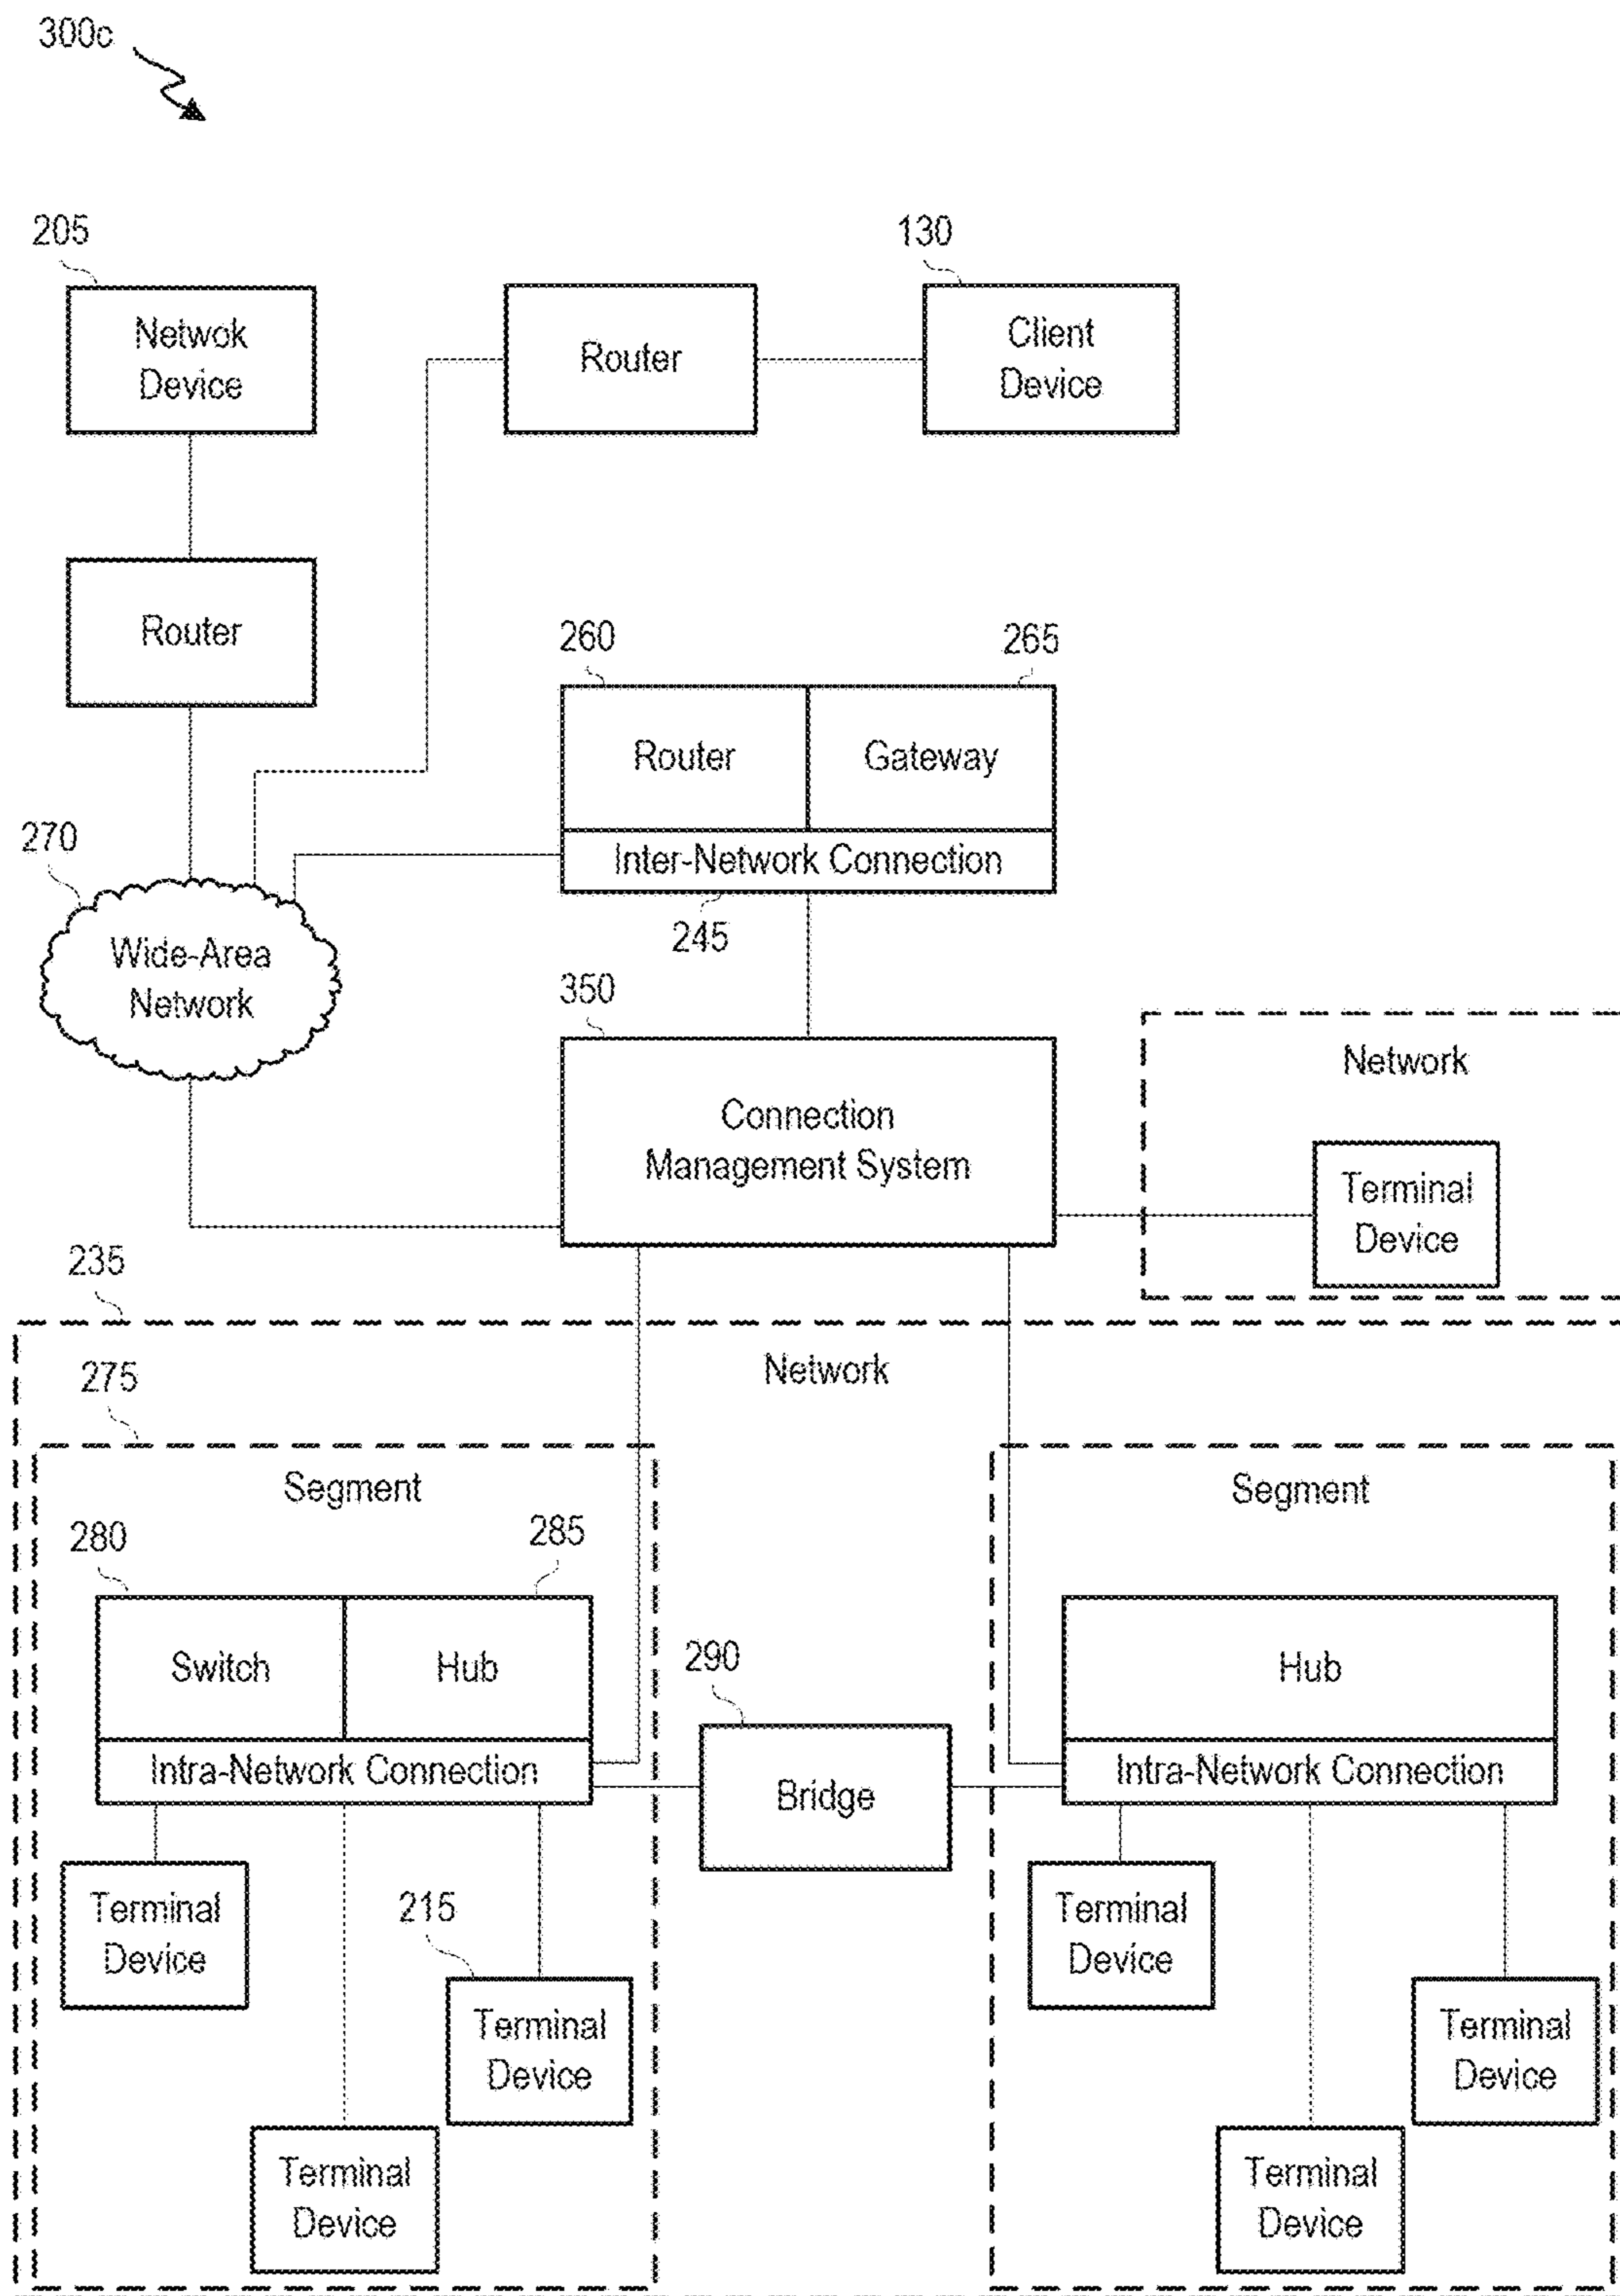 300c
205
130
Netwok
Device
Router
Client
Device
Router
260
265
Router
Gateway
Inter-Network Connection
245
270
Wide-Area
Network
350
Connection
Management System
Network
Terminal
Device
235
Network
275
Segment
Segment
280
285
Switch
Hub
Intra-Network Connection
290
Bridge
Hub
Intra-Network Connection
Terminal
Device
215
Terminal
Device
Terminal
Device
Terminal
Device
Terminal
Device
Terminal
Device